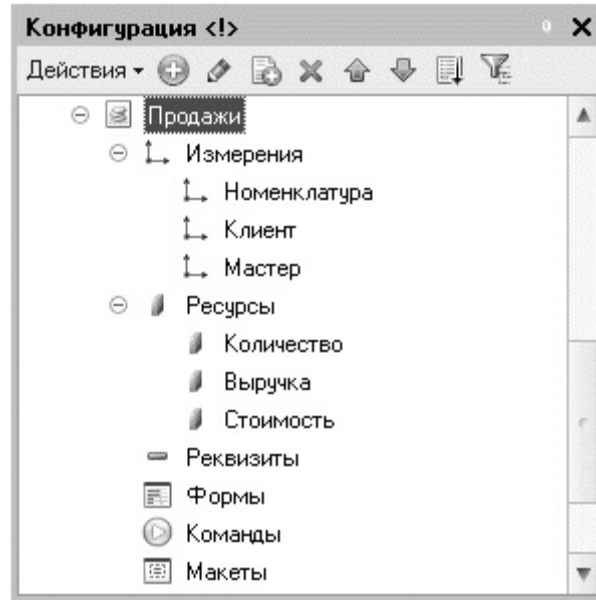 Конфигурация <!>
Действия
Продажи
Измерения
Номенклатура
Клиент
Мастер
Ресурсы
Количество
Выручка
Стоимость
Реквизиты
Формы
Команды
Макеты